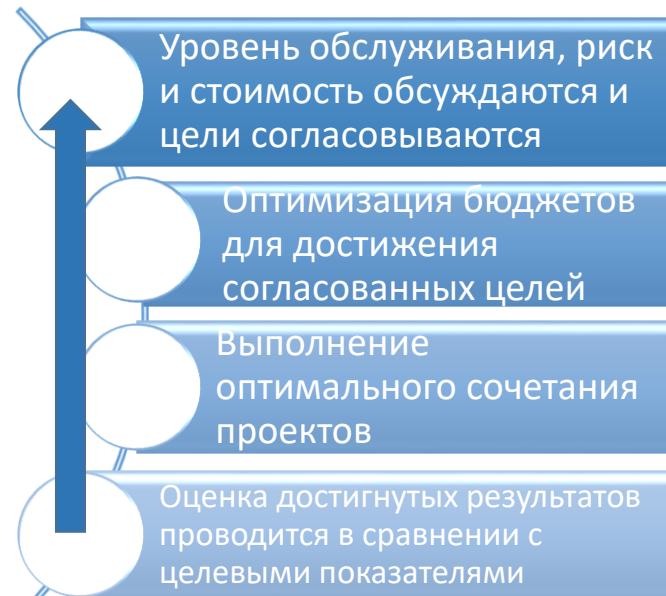 Уровень обслуживания, риск
и стоимость обсуждаются и
цели согласовываются
Оптимизация бюджетов
для достижения
согласованных целей
Выполнение
оптимального сочетания
проектов
Оценка достигнутых результатов
проводится в сравнении с
целевыми показателями